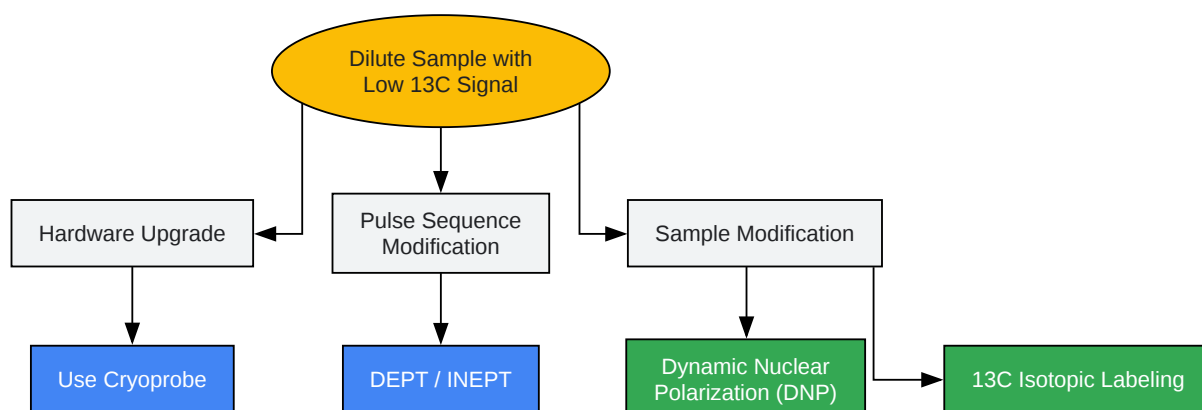 Dilute Sample with
Low 13C Signal
Hardware Upgrade
Pulse Sequence
Modification
Sample Modification
Use Cryoprobe
DEPT / INEPT
Dynamic Nuclear
Polarization (DNP)
13C Isotopic Labeling